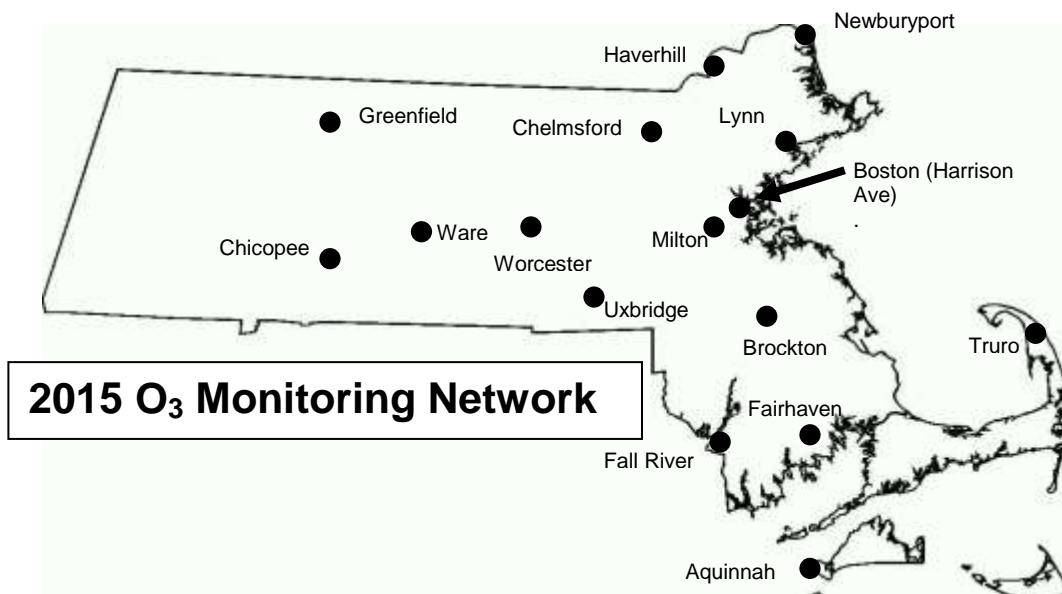 Newburyport
Haverhill
Greenfield
Chelmsford
Lynn
Boston (Harrison
Ave)
Chicopee
Ware
Worcester
Milton
Uxbridge
Brockton
Truro
2015 O₃ Monitoring Network
Fairhaven
Fall River
Aquinnah